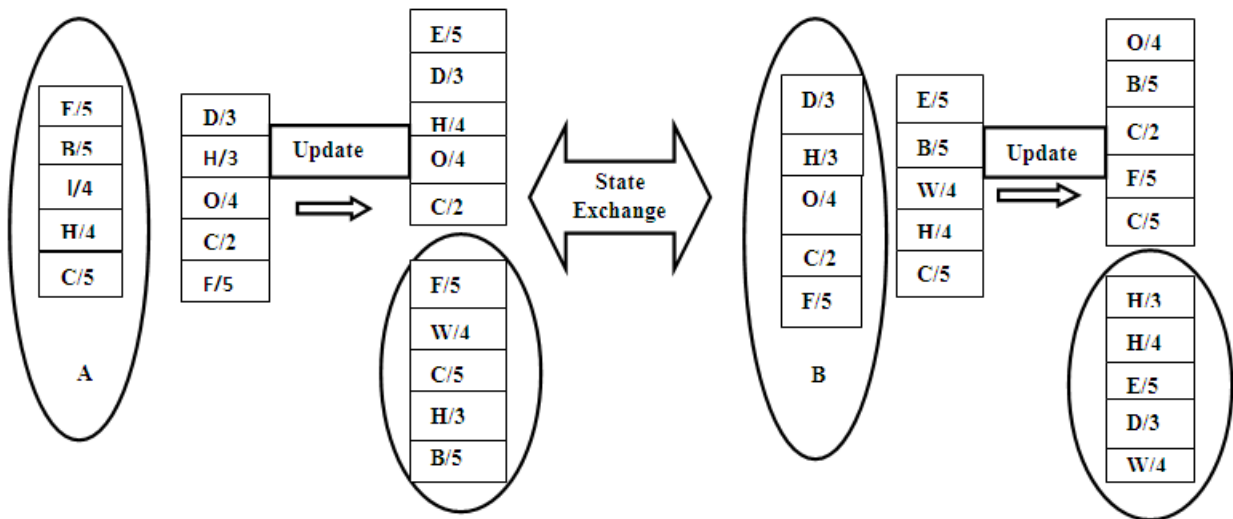 F/5
B/5
I/4
H/4
C/5
A
D/3
H/3
O/4
C/2
F/5
Update
E/5
D/3
H/4
O/4
C/2
F/5
W/4
C/5
H/3
B/5
State
Exchange
D/3
H/3
O/4
C/2
F/5
B
E/5
B/5
W/4
H/4
C/5
Update
O/4
B/5
C/2
F/5
C/5
H/3
H/4
E/5
D/3
W/4